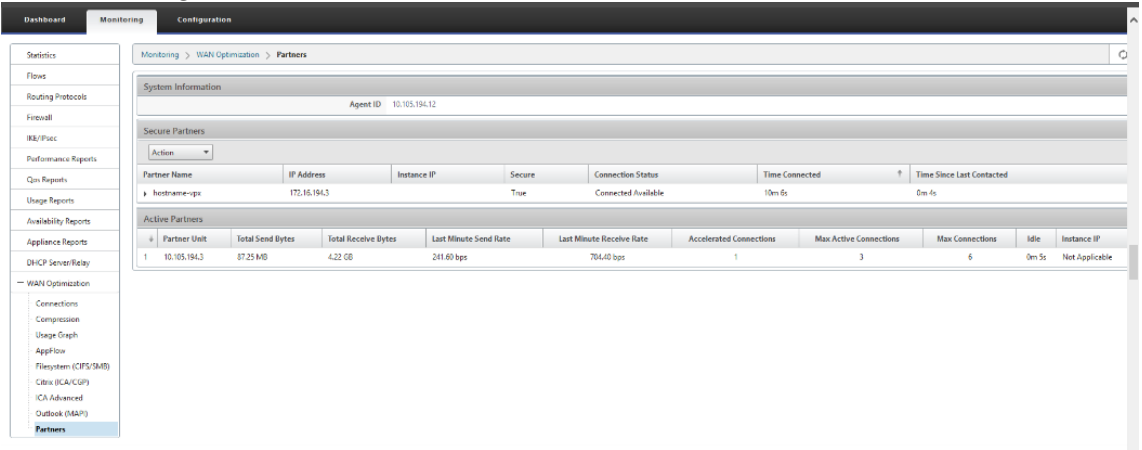 Dashboard Monitoring Configuration
Statistics
Flows
Routing Protocols
Firewall
IKE/IPsec
Performance Reports
Qos Reports
Usage Reports
Availability Reports
Appliance Reports
DHCP Server/Relay
WAN Optimization
Connections
Compression
Usage Graph
AppFlow
Filesystem (CIFS/SMB)
Citrix (ICA/CGP)
ICA Advanced
Outlook (MAPI)
Partners
Monitoring > WAN Optimization > Partners
System Information
Agent ID 10.105.194.12
Secure Partners
Action
Partner Name IP Address Instance IP Secure Connection Status Time Connected Time Since Last Contacted
hostname-vpx 172.16.194.3 True Connected Available 10m 6s 0m 4s
Active Partners
Partner Unit Total Send Bytes Total Receive Bytes Last Minute Send Rate Last Minute Receive Rate Accelerated Connections Max Active Connections Max Connections Idle Instance IP
1 10.105.194.3 87.25 MB 4.22 GB 241.60 bps 704.40 bps 1 3 6 0m 5s Not Applicable